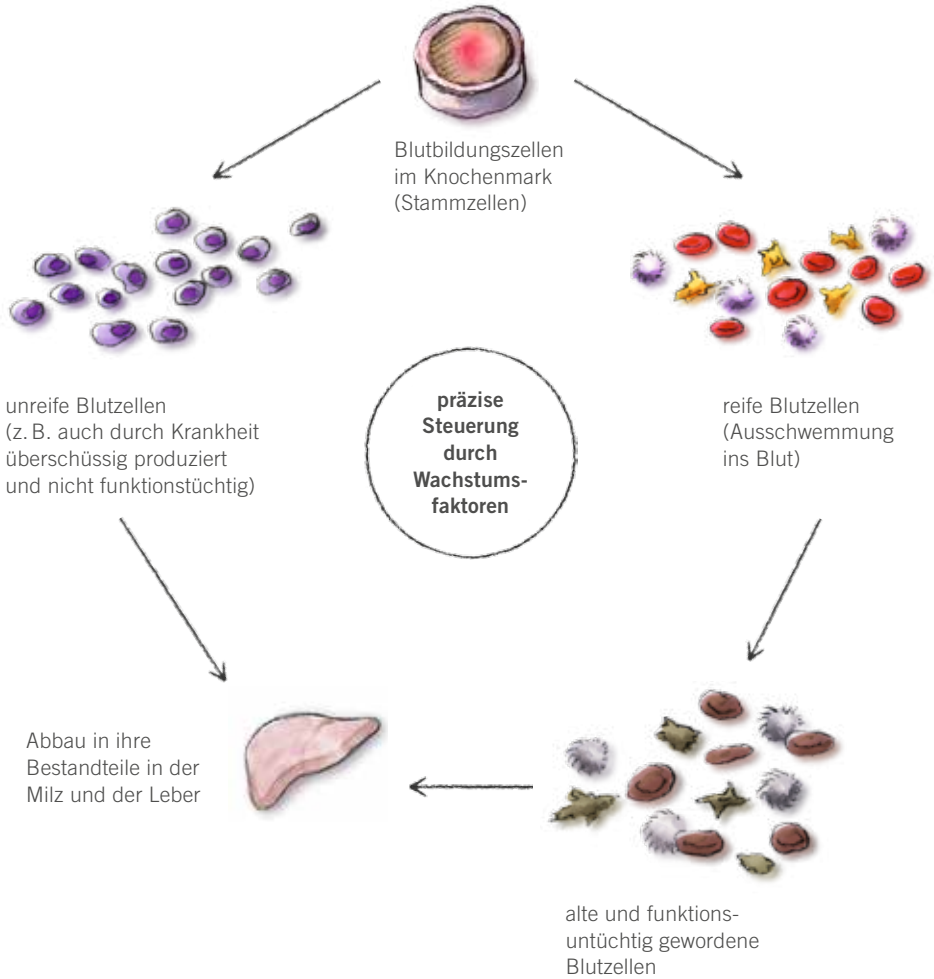 Blutbildungszellen
im Knochenmark
(Stammzellen)
unreife Blutzellen
(z. B. auch durch Krankheit
überschüssig produziert
und nicht funktionstüchtig)
präzise
Steuerung
durch
Wachstums-
faktoren
reife Blutzellen
(Ausschwemmung
ins Blut)
Abbau in ihre
Bestandteile in der
Milz und der Leber
alte und funktions-
untüchtig gewordene
Blutzellen